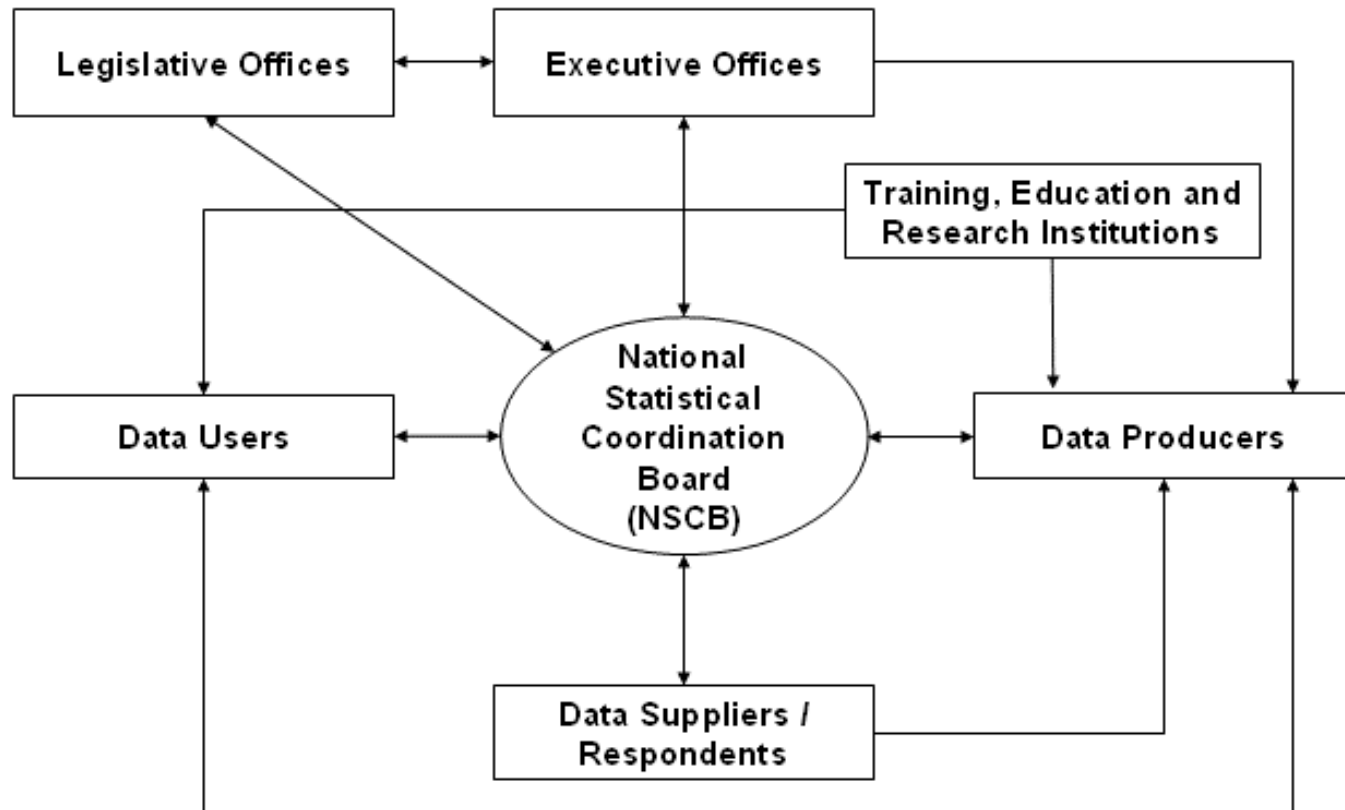 Legislative Offices
Executive Offices
Training, Education and
Research Institutions
National
Statistical
Coordination
Board
(NSCB)
Data Users
Data Producers
Data Suppliers /
Respondents